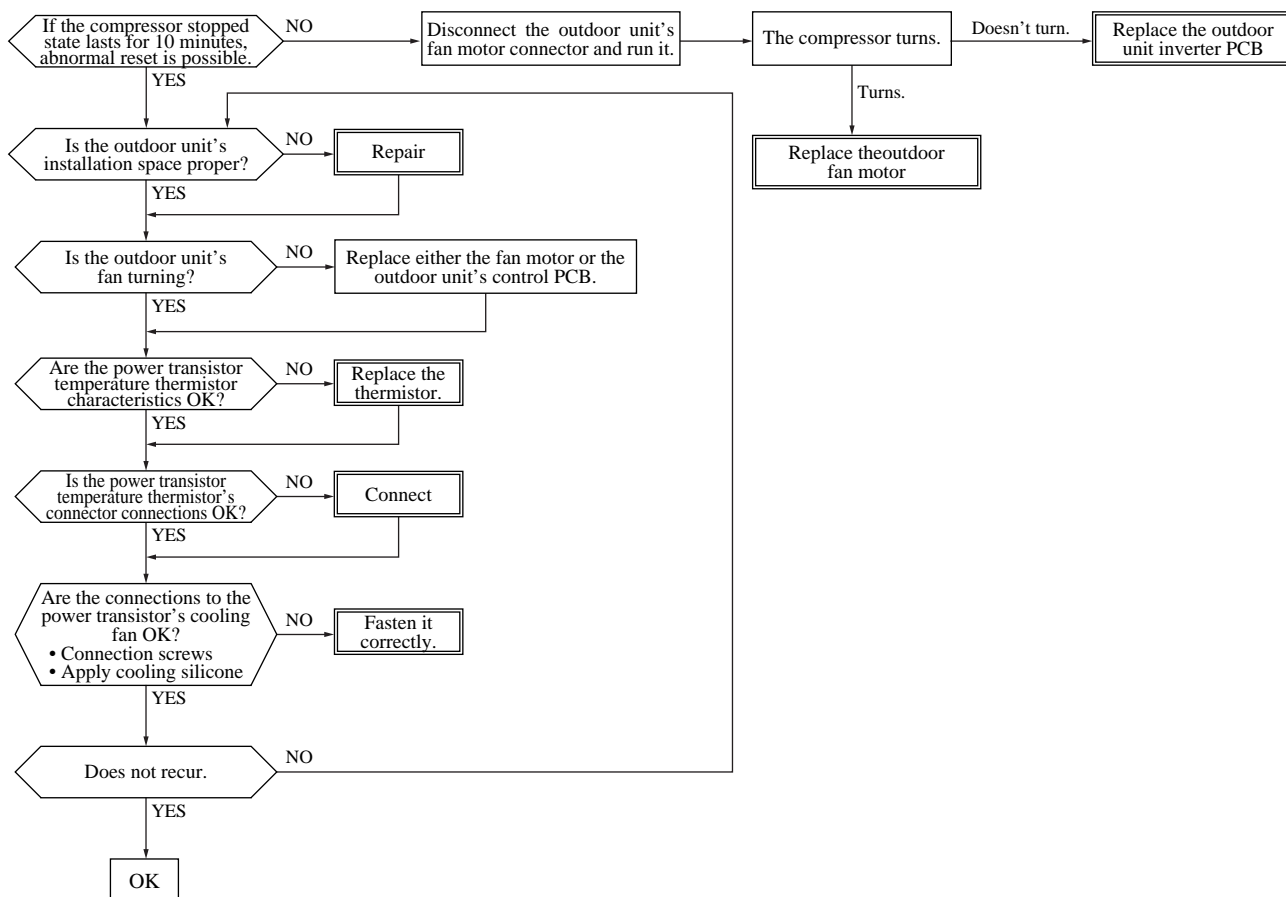 If the compressor stopped
state lasts for 10 minutes,
abnormal reset is possible.
NO
Disconnect the outdoor unit's
fan motor connector and run it.
The compressor turns.
Doesn't turn.
Replace the outdoor
unit inverter PCB
YES
Turns.
Replace theoutdoor
fan motor
Is the outdoor unit's
installation space proper?
NO
Repair
YES
Is the outdoor unit's
fan turning?
NO
Replace either the fan motor or the
outdoor unit's control PCB.
YES
Are the power transistor
temperature thermistor
characteristics OK?
NO
Replace the
thermistor.
YES
Is the power transistor
temperature thermistor's
connector connections OK?
NO
Connect
YES
Are the connections to the
power transistor's cooling
fan OK?
• Connection screws
• Apply cooling silicone
NO
Fasten it
correctly.
YES
Does not recur.
NO
YES
OK